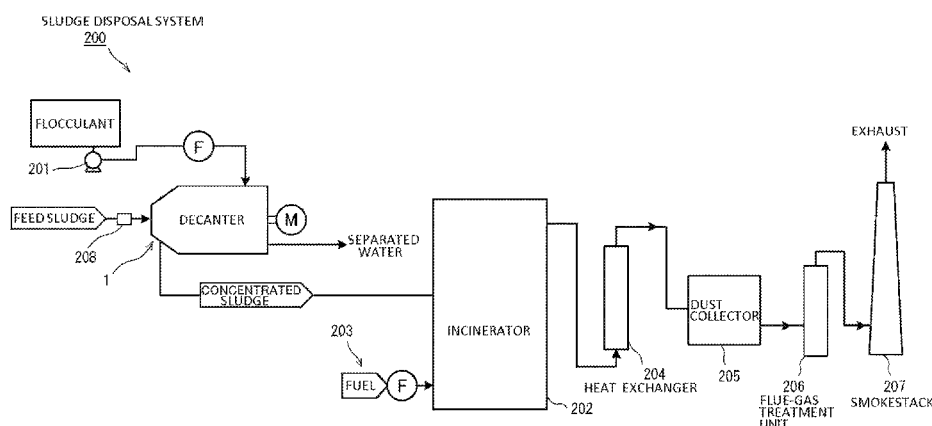 SLUDGE DISPOSAL SYSTEM
200
FLOCCULANT
201
F
FEED SLUDGE
208
DECANTER
M
1
SEPARATED
WATER
CONCENTRATED
SLUDGE
203
FUEL
F
INCINERATOR
202
204
HEAT EXCHANGER
DUST
COLLECTOR
205
206
FLUE-GAS
TREATMENT
UNIT
EXHAUST
207
SMOKESTACK